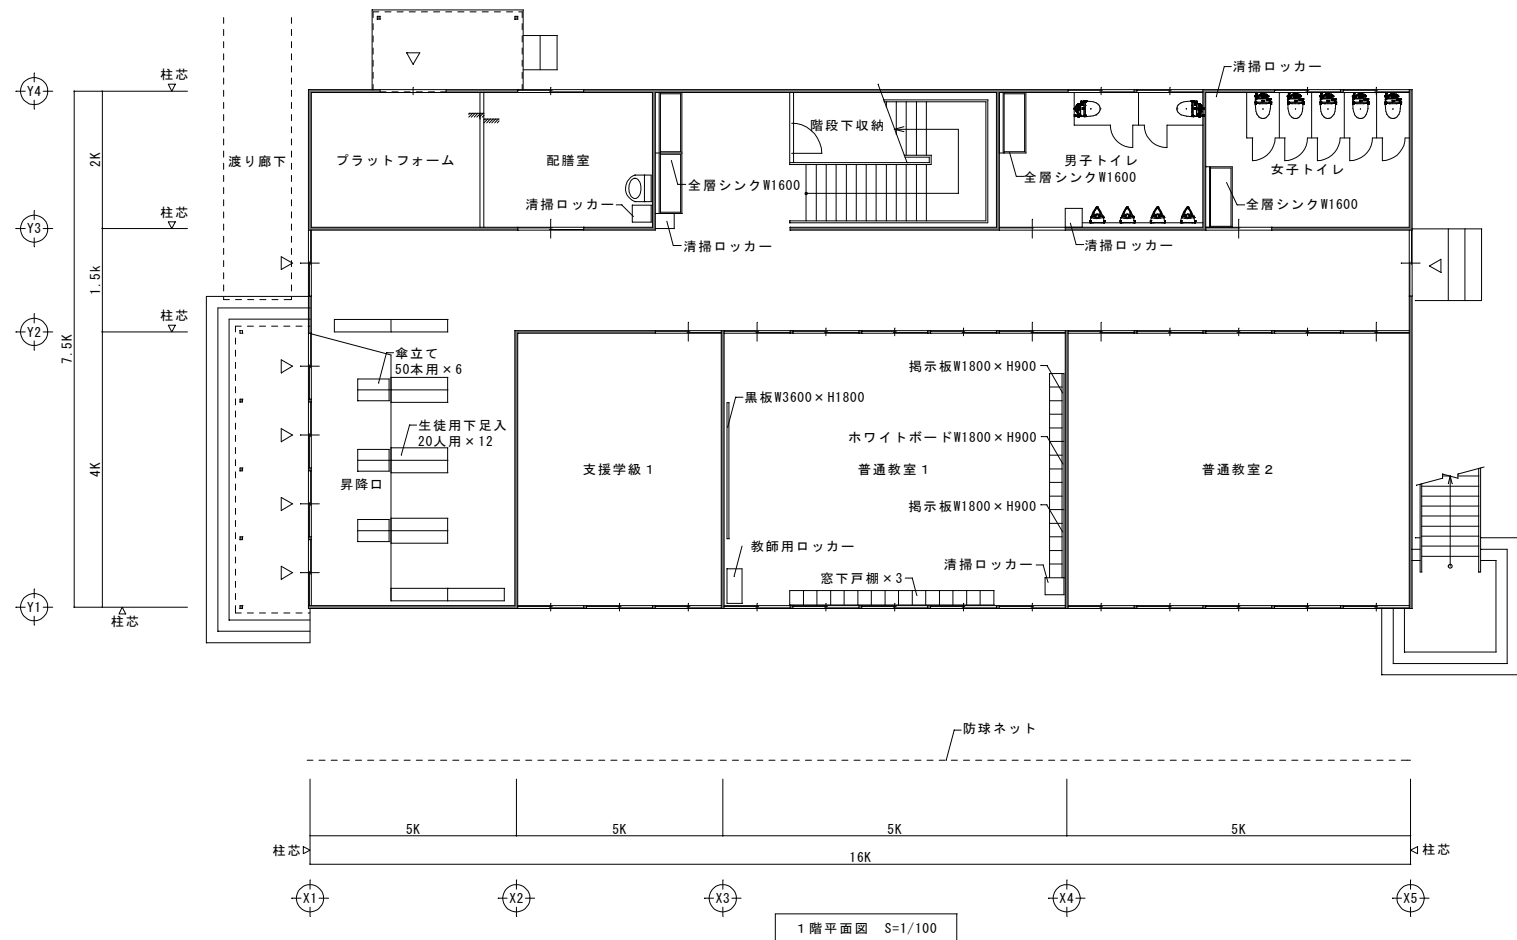 柱芯
Y4
清掃ロッカー
階段下収納
2K
渡り廊下
プラットフォーム
配膳室
男子トイレ
女子トイレ
全層シンクW1600
全層シンクW1600
清掃ロッカー
全層シンクW1600
柱芯
Y3
清掃ロッカー
清掃ロッカー
1.5k
柱芯
Y2
7.5K
傘立て
50本用×6
掲示板W1800×H900
黒板W3600×H1800
生徒用下足入
20人用×12
ホワイトボードW1800×H900
4K
支援学級1
普通教室1
普通教室2
昇降口
掲示板W1800×H900
教師用ロッカー
清掃ロッカー
窓下戸棚×3
Y1
柱芯
防球ネット
5K
5K
5K
5K
柱芯
16K
柱芯
X1
X2
X3
X4
X5
1階平面図 S=1/100